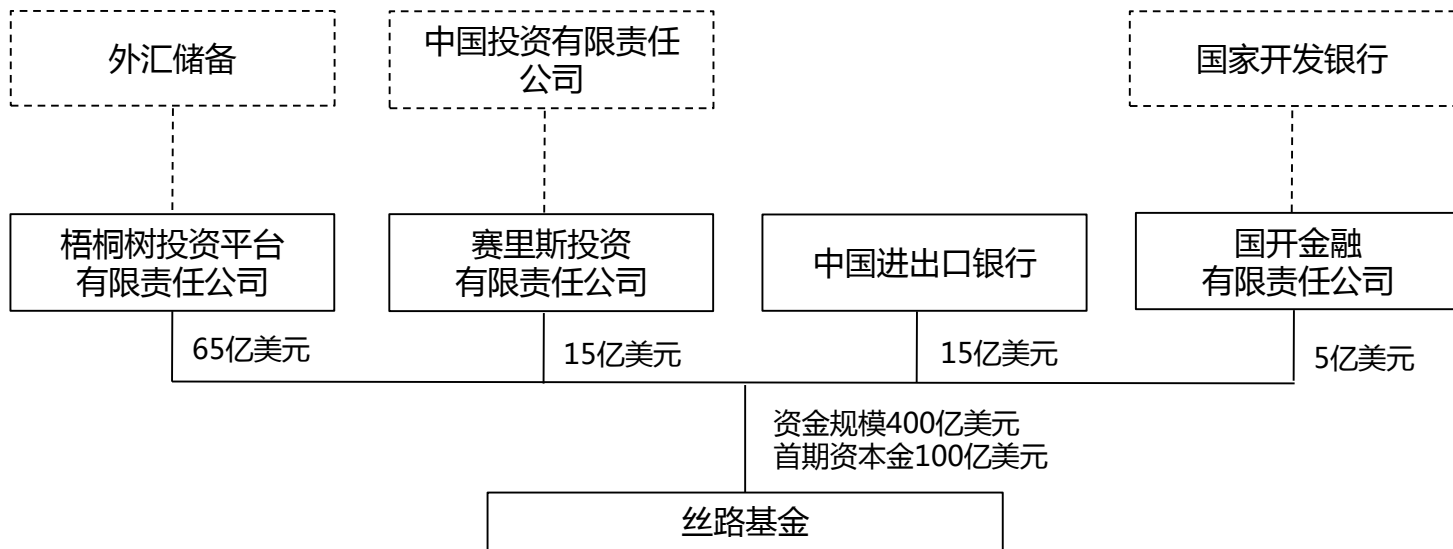 外汇储备
中国投资有限责任
公司
国家开发银行
梧桐树投资平台
有限责任公司
赛里斯投资
有限责任公司
中国进出口银行
国开金融
有限责任公司
65亿美元
15亿美元
15亿美元
5亿美元
资金规模400亿美元
首期资本金100亿美元
丝路基金